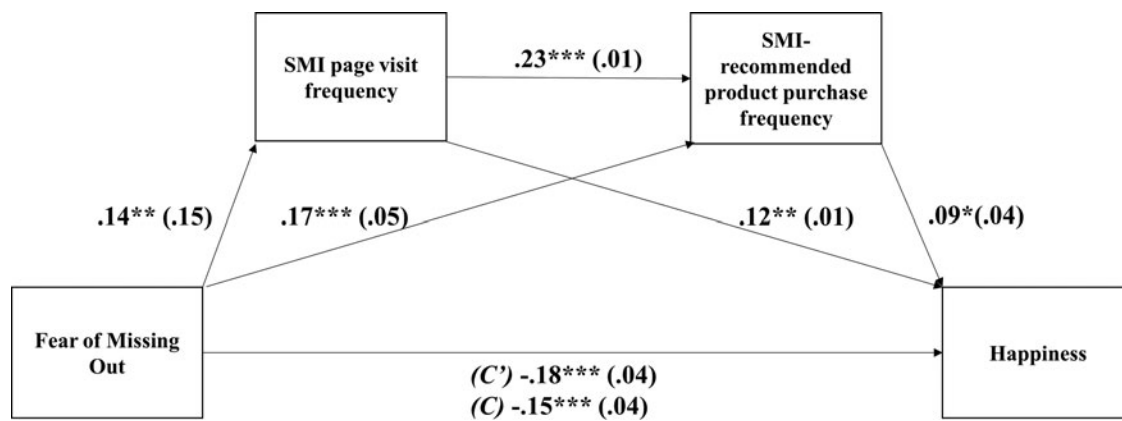 SMI page visit
frequency
.23*** (.01)
SMI-
recommended
product purchase
frequency
.14** (.15)
.17*** (.05)
.12** (.01)
.09*(.04)
Fear of Missing
Out
Happiness
(C’) -.18*** (.04)
(C) -.15*** (.04)